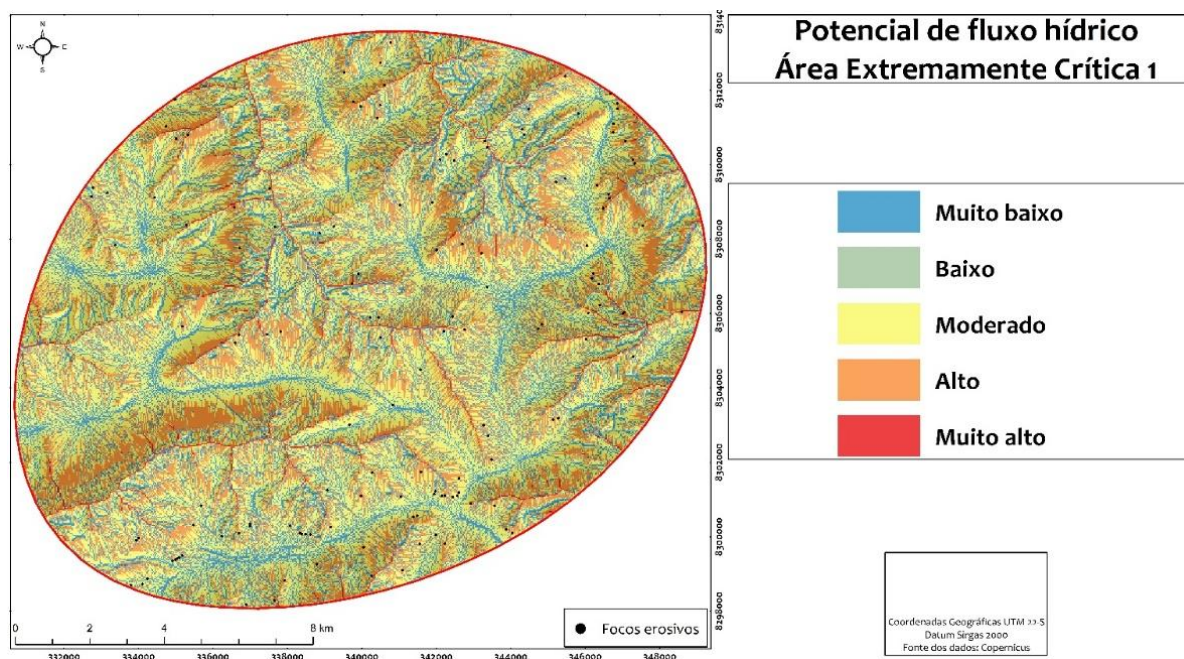 Potencial de fluxo hídrico
Área Extremamente Crítica 1
N
W
E
S
Muito baixo
Baixo
Moderado
Alto
Muito alto
8314000
8312000
8310000
8308000
8306000
8304000
8302000
8300000
8298000
0 2 4 8 km
Focos erosivos
332000 334000 336000 338000 340000 342000 344000 346000 348000
Coordenadas Geográficas UTM 22-S
Datum Sirgas 2000
Fonte dos dados: Copernicus